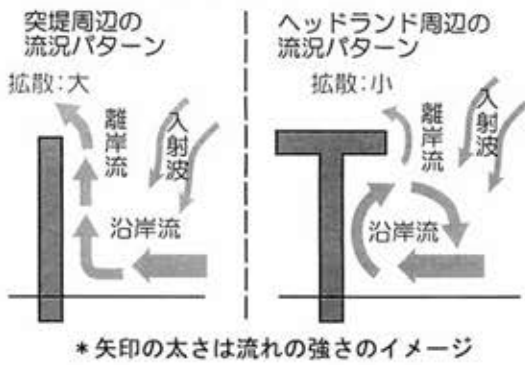 突堤周辺の
流況パターン
拡散:大
離岸流
入射波
沿岸流
ヘッドランド周辺の
流況パターン
拡散:小
離岸流
入射波
沿岸流
*矢印の太さは流れの強さのイメージ